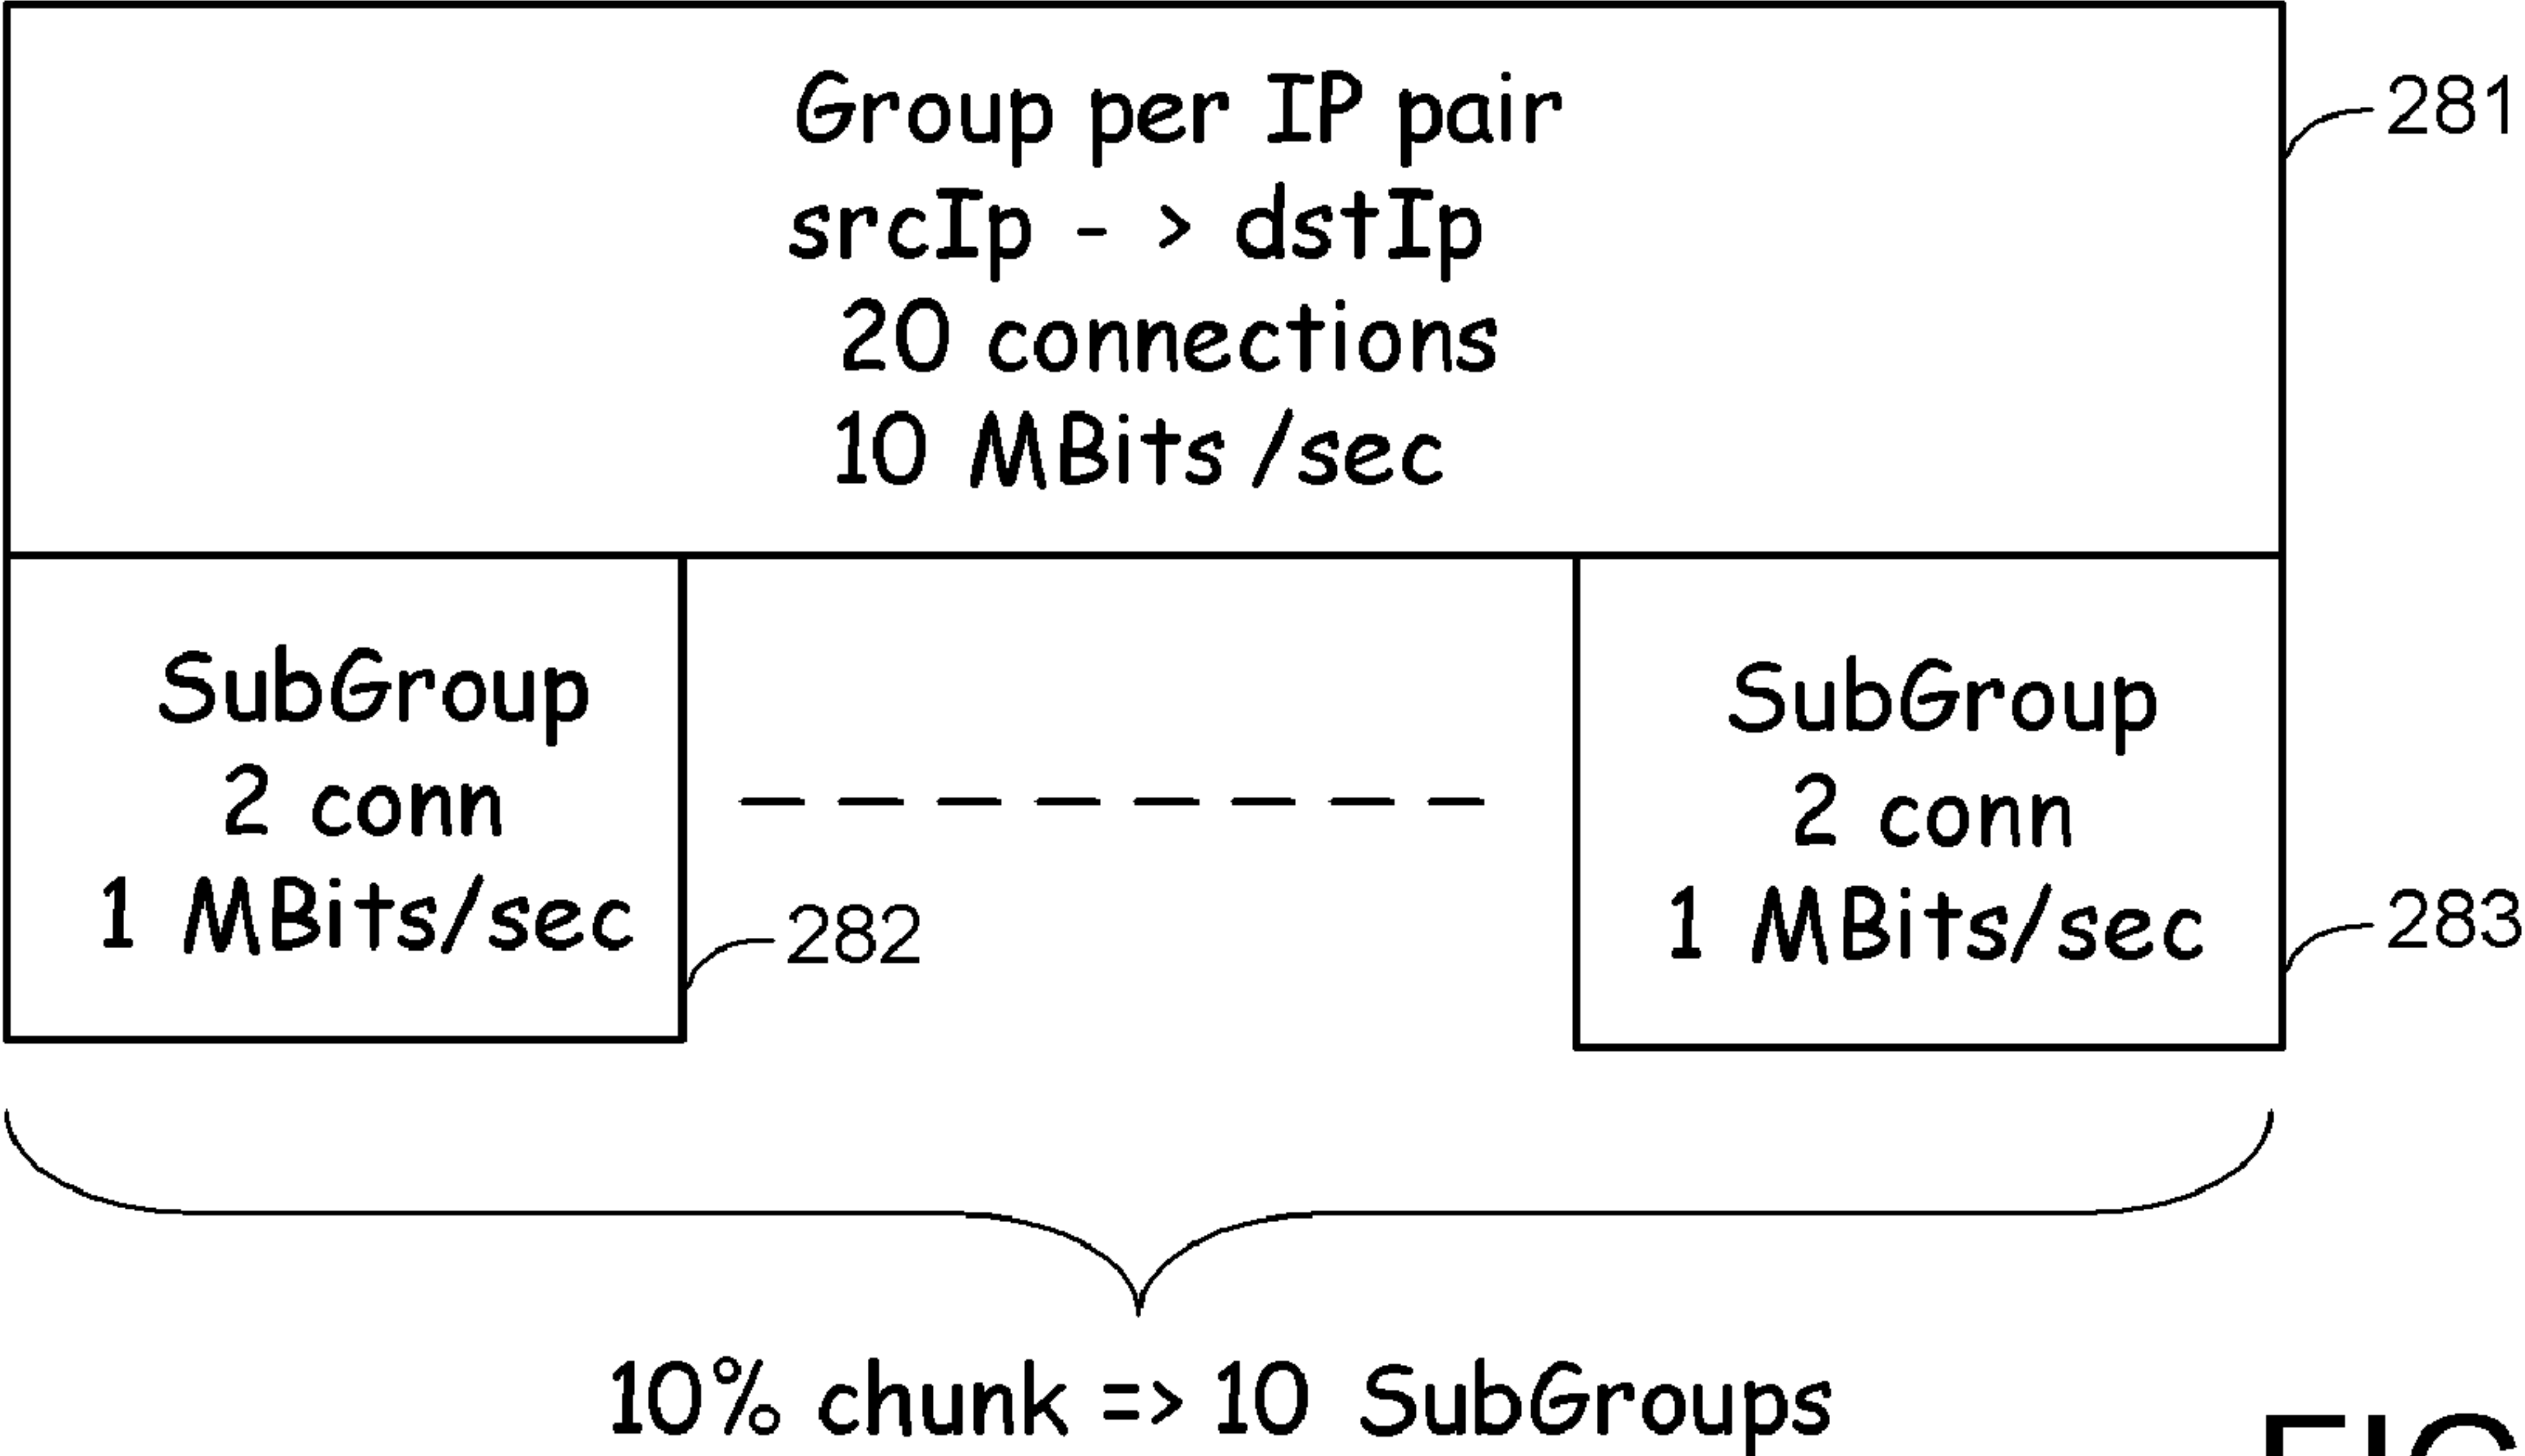 Group per IP pair
281
srcIp - > dstIp
20 connections
10 MBits /sec
SubGroup
2 conn
1 MBits/sec
282
SubGroup
2 conn
1 MBits/sec
283
10% chunk => 10 SubGroups